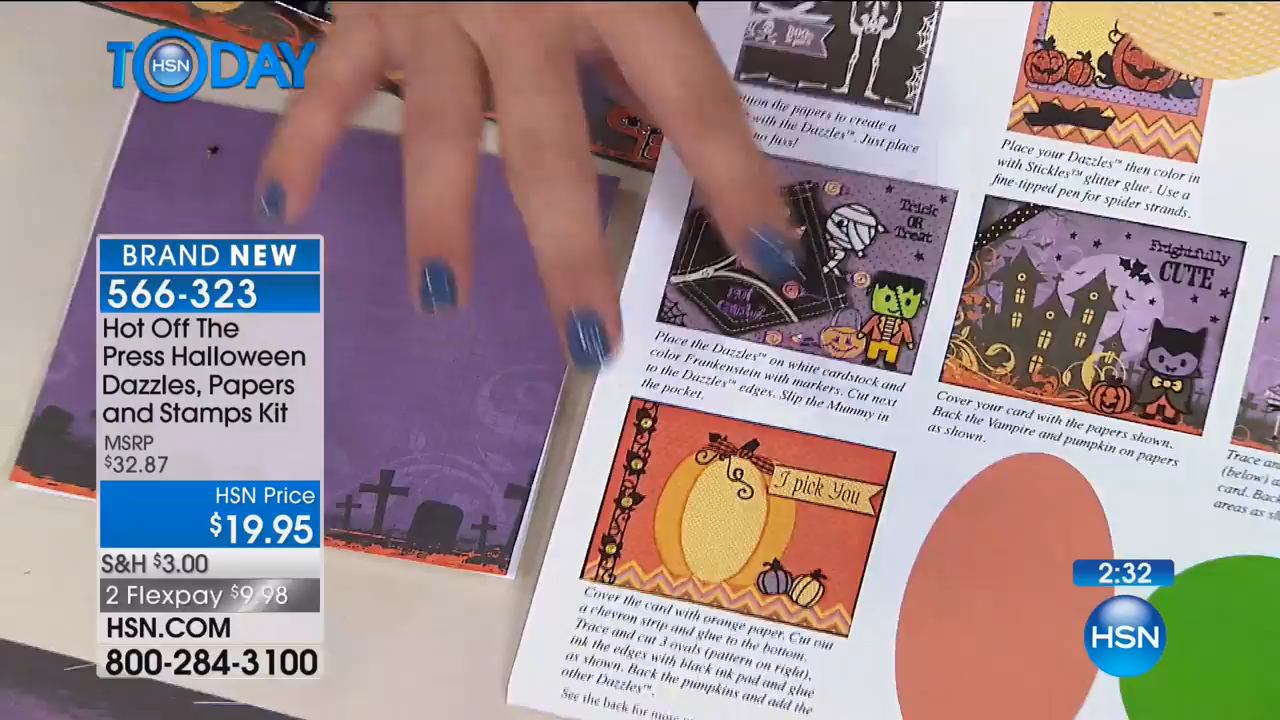 HSN
TODAY
BRAND NEW
566-323
Hot Off The
Press Halloween
Dazzles, Papers
and Stamps Kit
MSRP
$32.87
HSN Price
$19.95
S&H $3.00
2 Flexpay $9.98
HSN.COM
800-284-3100
the papers to create a
with the Dazzles™. Just place
no fuss!
Place your Dazzles™ then color in
with Stickles™ glitter glue. Use a
fine-tipped pen for spider strands.
Trick
OR
Treat
Place the Dazzles™ on white cardstock and
color Frankenstein with markers. Cut next
to the Dazzles™ edges. Slip the Mummy in
the pocket.
Frightfully
CUTE
Cover your card with the papers shown.
Back the Vampire and pumpkin on papers
as shown.
I pick You
Cover the card with orange paper. Cut out
a chevron strip and glue to the bottom.
Trace and cut 3 ovals (pattern on right),
ink the edges with black ink pad and glue
as shown. Back the pumpkins and add the
other Dazzles™.
See the back for more
Trace an
(below) a
card. Bac
areas as sh
2:32
HSN